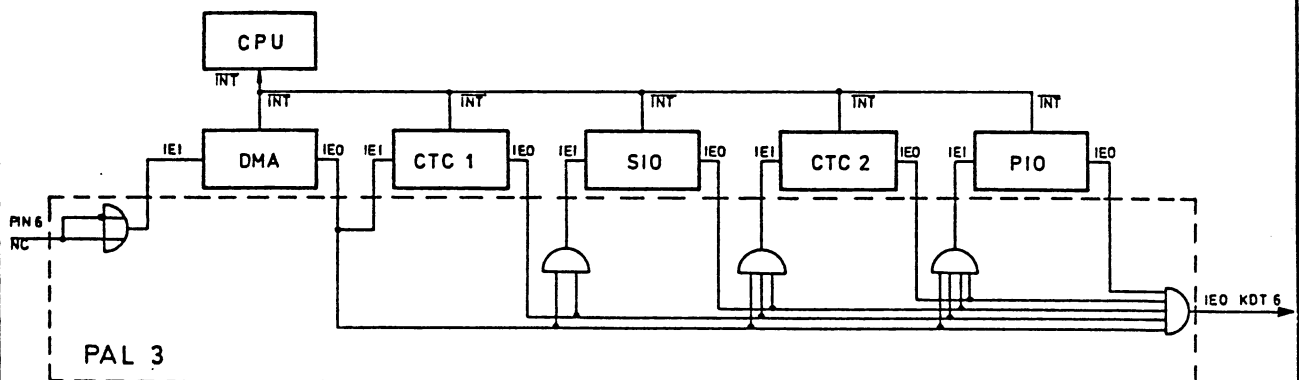 CPU
INT
INT INT INT INT INT
IEI DMA IEO IEI CTC 1 IEO IEI SIO IEO IEI CTC 2 IEO IEI PIO IEO
PIN 6
NC
IEO KDT 6
PAL 3